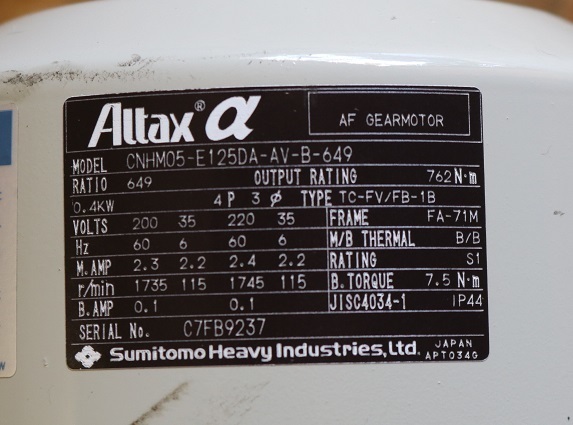 Altax® α
AF GEARMOTOR
MODEL CNHM05-E125DA-AV-B-649
RATIO 649 OUTPUT RATING 762N·m
0.4KW 4 P 3 ϕ TYPE TC-FV/FB-1B
VOLTS 200 35 220 35 FRAME FA-71M
Hz 60 6 60 6 M/B THERMAL B/B
M.AMP 2.3 2.2 2.4 2.2 RATING S1
r/min 1735 115 1745 115 B.TORQUE 7.5 N·m
B.AMP 0.1 0.1 JISC4034-1 IP44
SERIAL No. C7FB9237
Sumitomo Heavy Industries, Ltd. JAPAN
APT034G